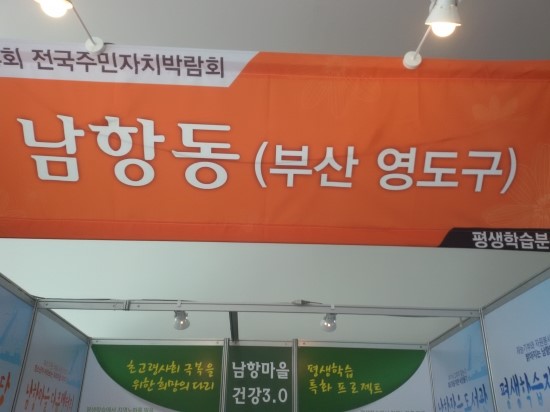 회 전국주민자치박람회
남항동 (부산 영도구)
평생학습분
초고령사회 극복을
위한 희망의 다리
남항마을
건강3.0
평생학습
특화 프로젝트